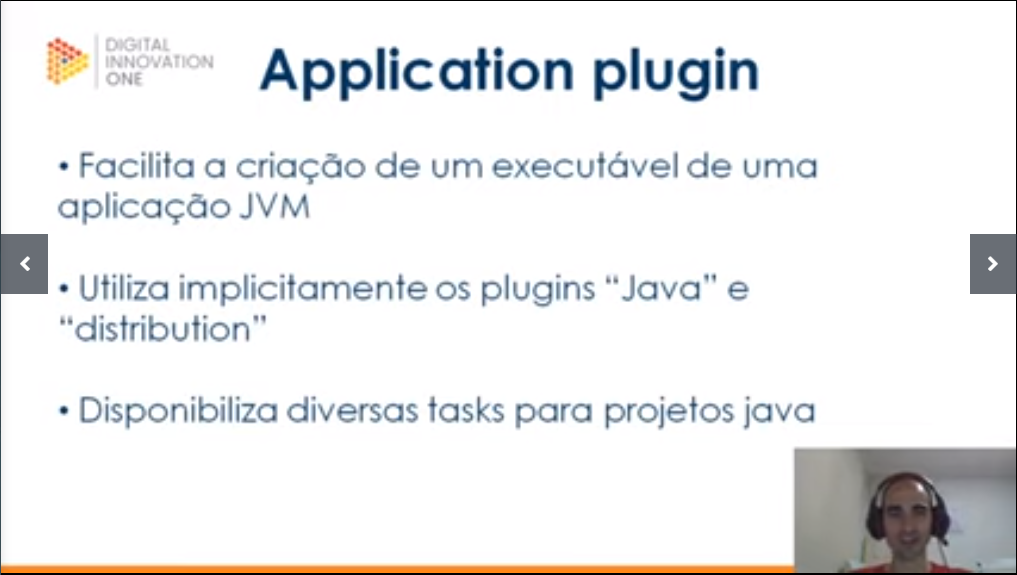 DIGITAL
INNOVATION
ONE
Application plugin
• Facilita a criação de um executável de uma
aplicação JVM
• Utiliza implicitamente os plugins “Java” e
“distribution”
• Disponibiliza diversas tasks para projetos java